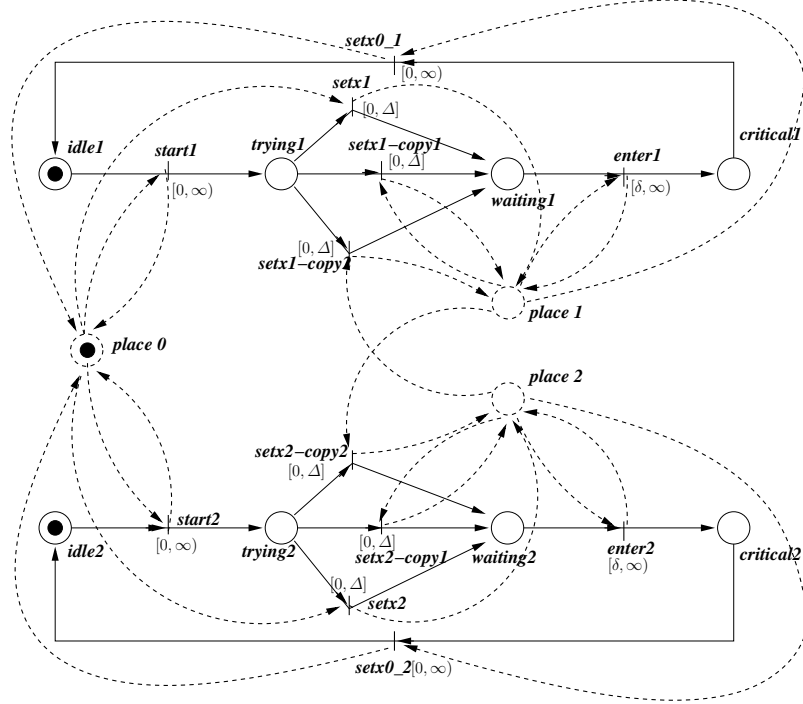 setx0_1
[0, ∞)
setx1
[0, Δ]
idle1
start1
[0, ∞)
trying1
setx1−copy1
[0, Δ]
waiting1
enter1
[δ, ∞)
critical1
[0, Δ]
setx1−copy1
place 1
place 0
place 2
setx2−copy2
[0, Δ]
idle2
start2
[0, ∞)
trying2
[0, Δ]
setx2−copy1
waiting2
enter2
[δ, ∞)
critical2
[0, Δ]
setx2
setx0_2[0, ∞)